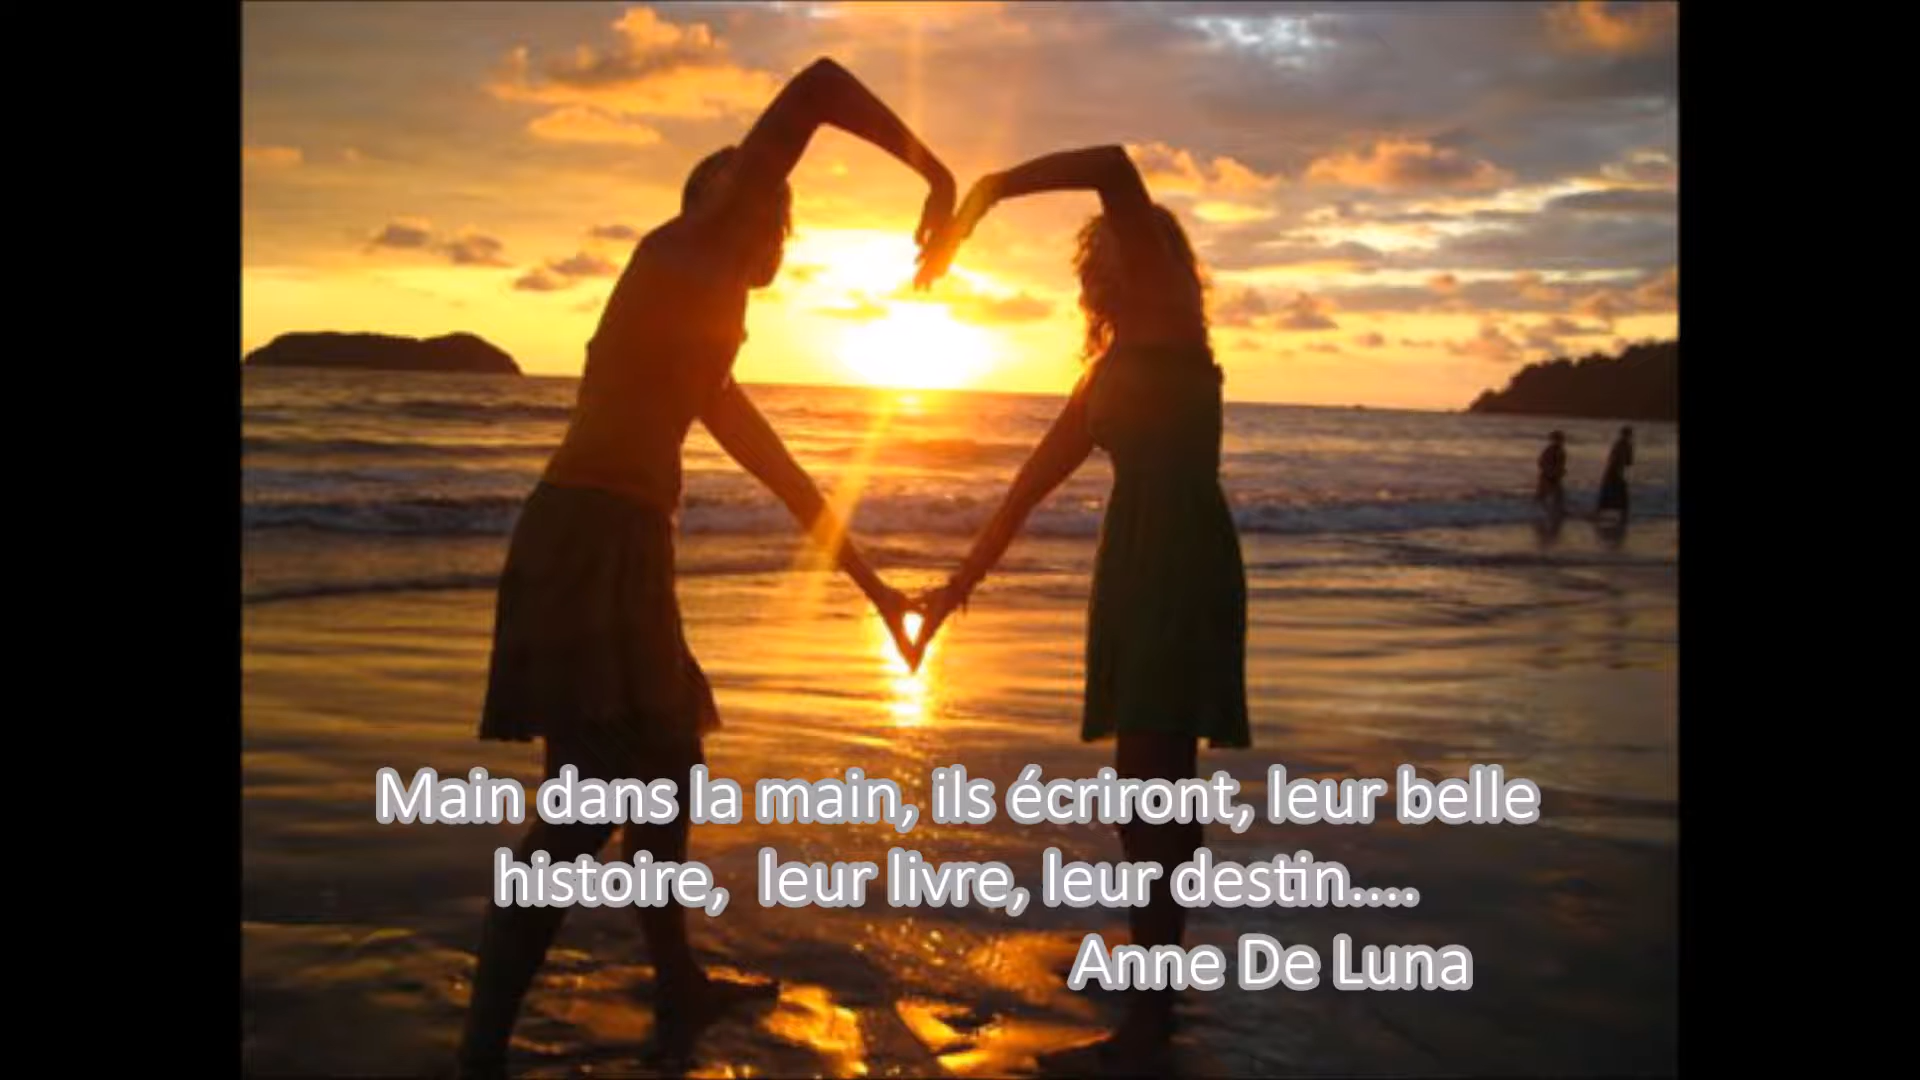 Main dans la main, ils écriront, leur belle
histoire,  leur livre, leur destin....
Anne De Luna